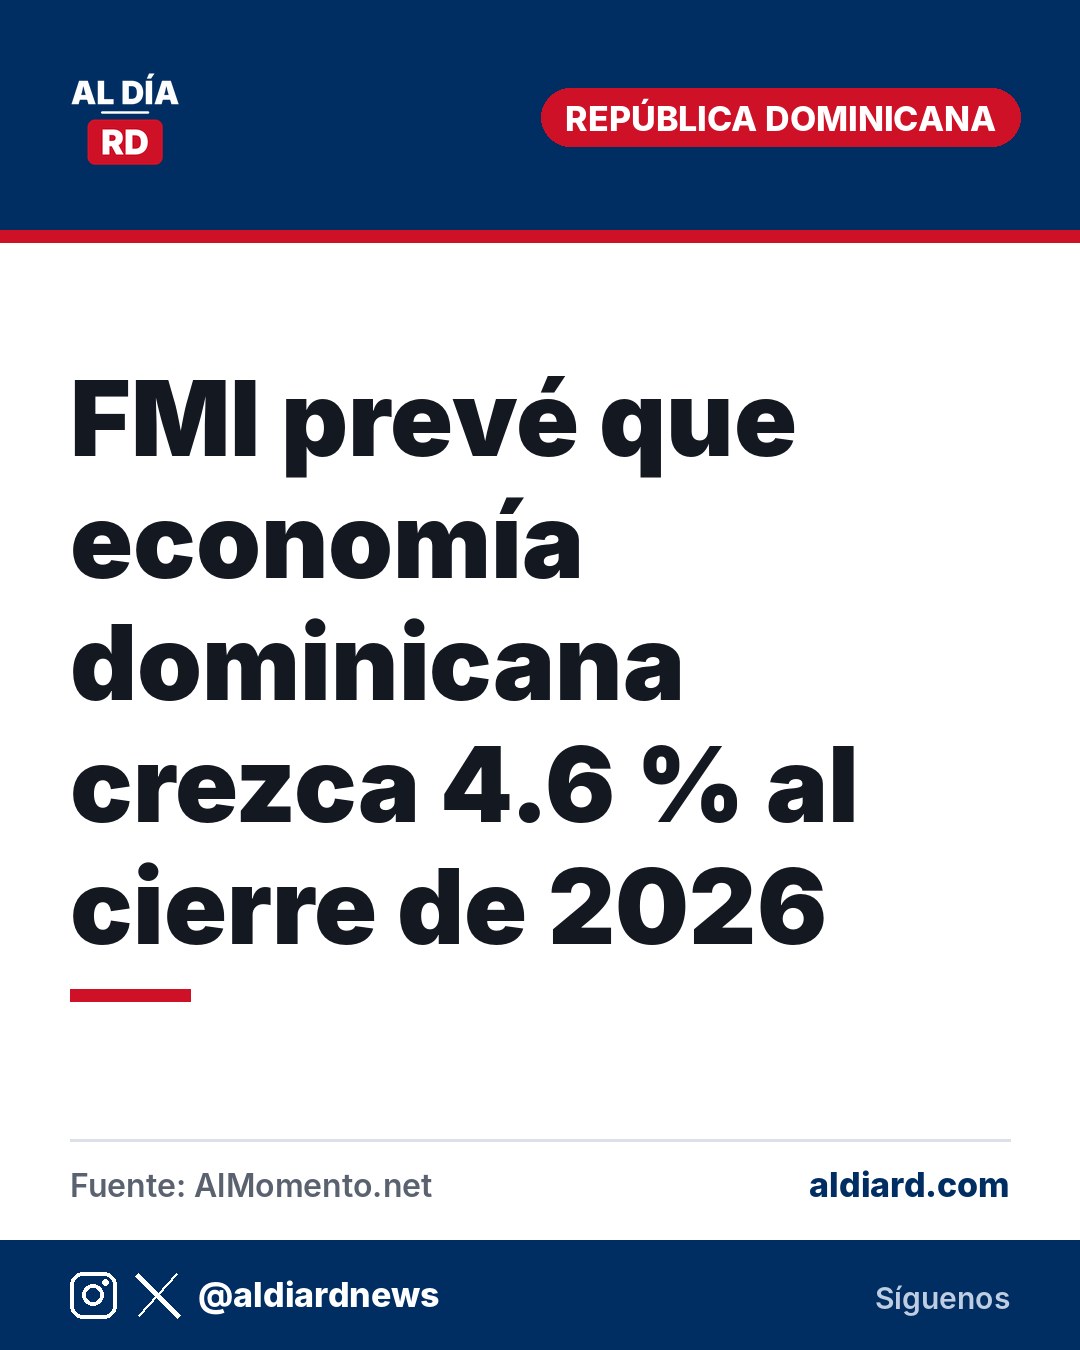 AL DÍA
RD
REPÚBLICA DOMINICANA
FMI prevé que
economía
dominicana
crezca 4.6 % al
cierre de 2026
Fuente: AlMomento.net
aldiard.com
@aldiardnews
Síguenos